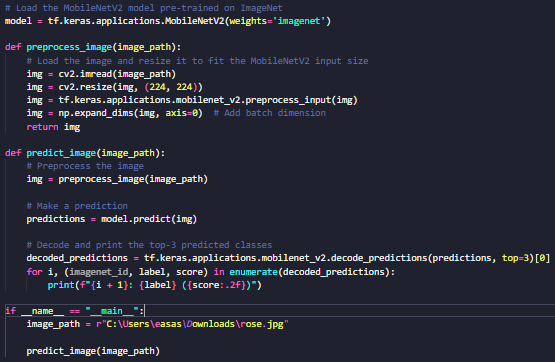 # Load the MobileNetV2 model pre-trained on ImageNet
model = tf.keras.applications.MobileNetV2(weights='imagenet')

def preprocess_image(image_path):
    # Load the image and resize it to fit the MobileNetV2 input size
    img = cv2.imread(image_path)
    img = cv2.resize(img, (224, 224))
    img = tf.keras.applications.mobilenet_v2.preprocess_input(img)
    img = np.expand_dims(img, axis=0)  # Add batch dimension
    return img

def predict_image(image_path):
    # Preprocess the image
    img = preprocess_image(image_path)

    # Make a prediction
    predictions = model.predict(img)

    # Decode and print the top-3 predicted classes
    decoded_predictions = tf.keras.applications.mobilenet_v2.decode_predictions(predictions, top=3)[0]
    for i, (imagenet_id, label, score) in enumerate(decoded_predictions):
        print(f"{i + 1}: {label} ({score:.2f})")

if __name__ == "__main__":
    image_path = r"C:\Users\easas\Downloads\rose.jpg"

    predict_image(image_path)